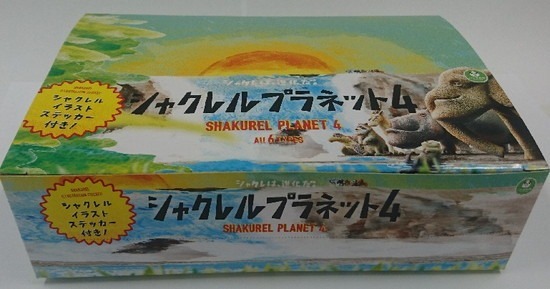 シャクレルプラネット4
SHAKUREL PLANET 4
シャクレル
イラスト
ステッカー
付き!
シャクレルプラネット4
SHAKUREL PLANET 4
シャクレル
イラスト
ステッカー
付き!